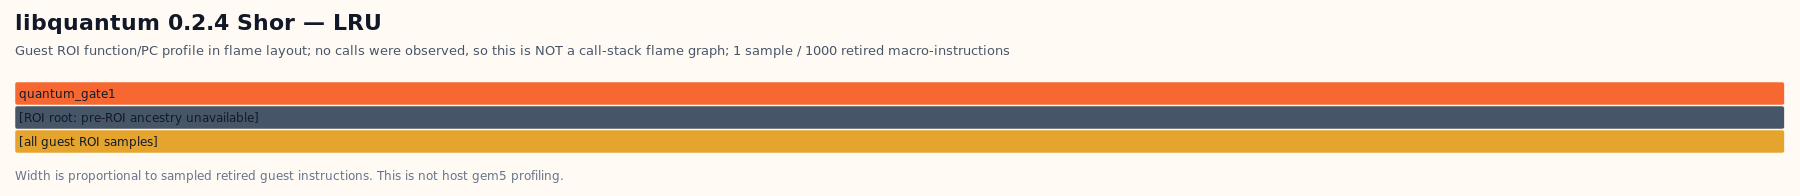 libquantum 0.2.4 Shor — LRU
Guest ROI function/PC profile in flame layout; no calls were observed, so this is NOT a call-stack flame graph; 1 sample / 1000 retired macro-instructions
quantum_gate1
[ROI root: pre-ROI ancestry unavailable]
[all guest ROI samples]
Width is proportional to sampled retired guest instructions. This is not host gem5 profiling.